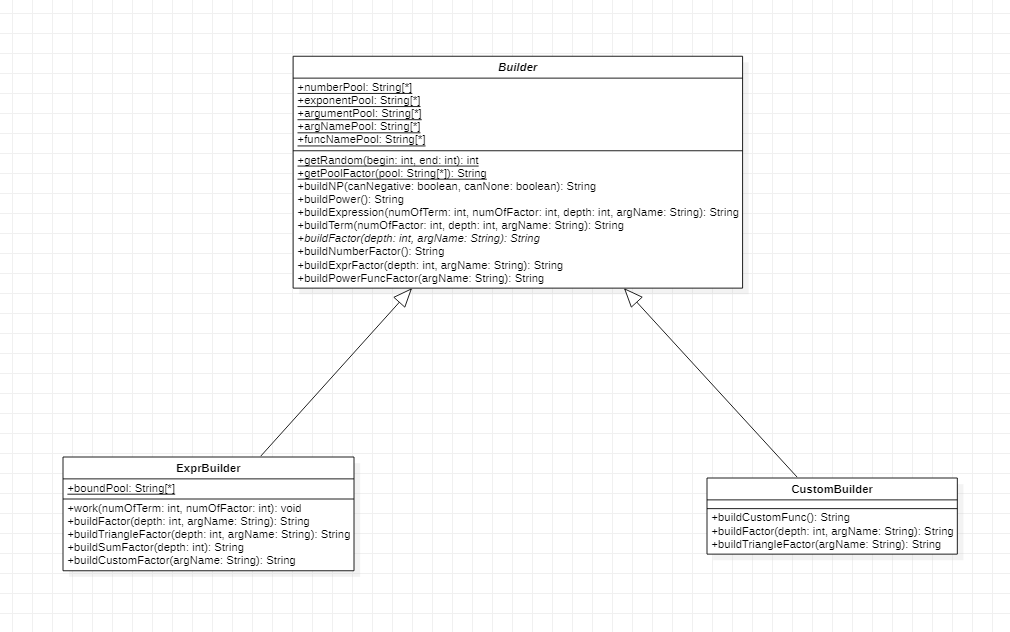 Builder
+numberPool: String[*]
+exponentPool: String[*]
+argumentPool: String[*]
+argNamePool: String[*]
+funcNamePool: String[*]
+getRandom(begin: int, end: int): int
+getPoolFactor(pool: String[*]): String
+buildNP(canNegative: boolean, canNone: boolean): String
+buildPower(): String
+buildExpression(numOfTerm: int, numOfFactor: int, depth: int, argName: String): String
+buildTerm(numOfFactor: int, depth: int, argName: String): String
+buildFactor(depth: int, argName: String): String
+buildNumberFactor(): String
+buildExprFactor(depth: int, argName: String): String
+buildPowerFuncFactor(argName: String): String
ExprBuilder
+boundPool: String[*]
+work(numOfTerm: int, numOfFactor: int): void
+buildFactor(depth: int, argName: String): String
+buildTriangleFactor(depth: int, argName: String): String
+buildSumFactor(depth: int): String
+buildCustomFactor(argName: String): String
CustomBuilder
+buildCustomFunc(): String
+buildFactor(depth: int, argName: String): String
+buildTriangleFactor(argName: String): String